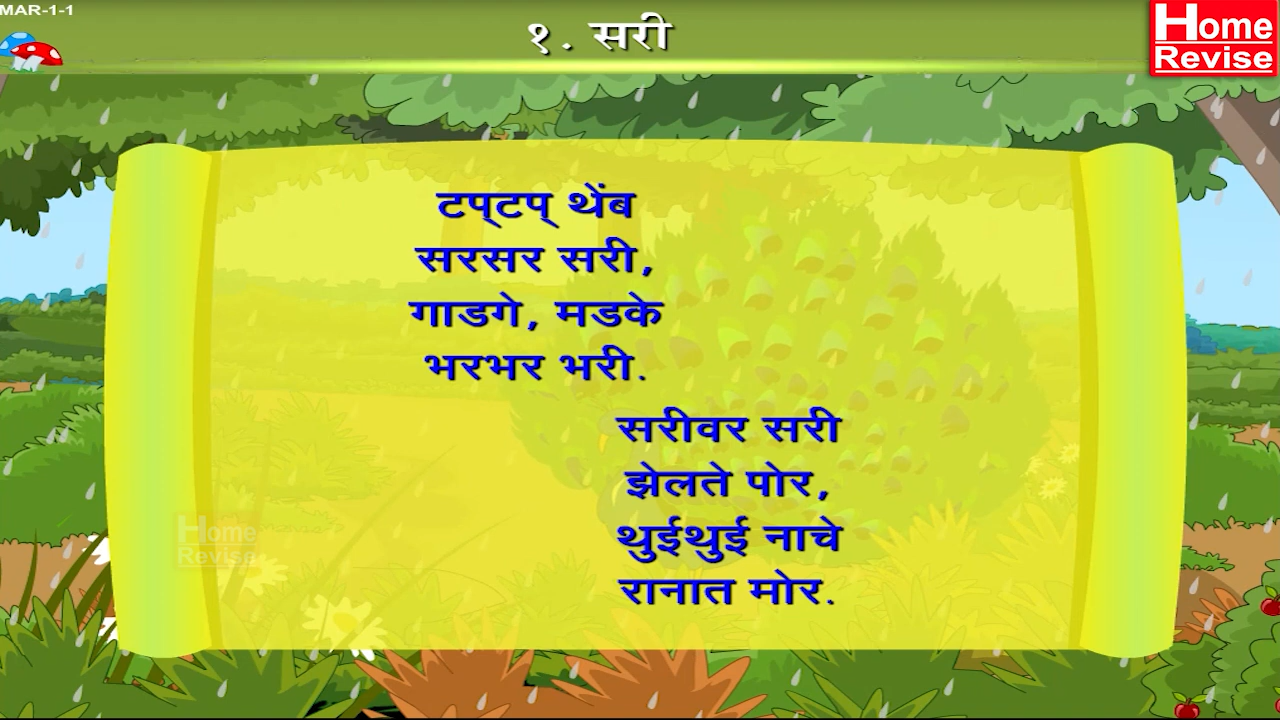 MAR-1-1
१. सरी
Home
Revise
टप्‌टप्‌ थेंब
सरसर सरी,
गाडगे, मडके
भरभर भरी.
सरीवर सरी
झेलते पोर,
थुईथुई नाचे
रानात मोर.
Home
Revise